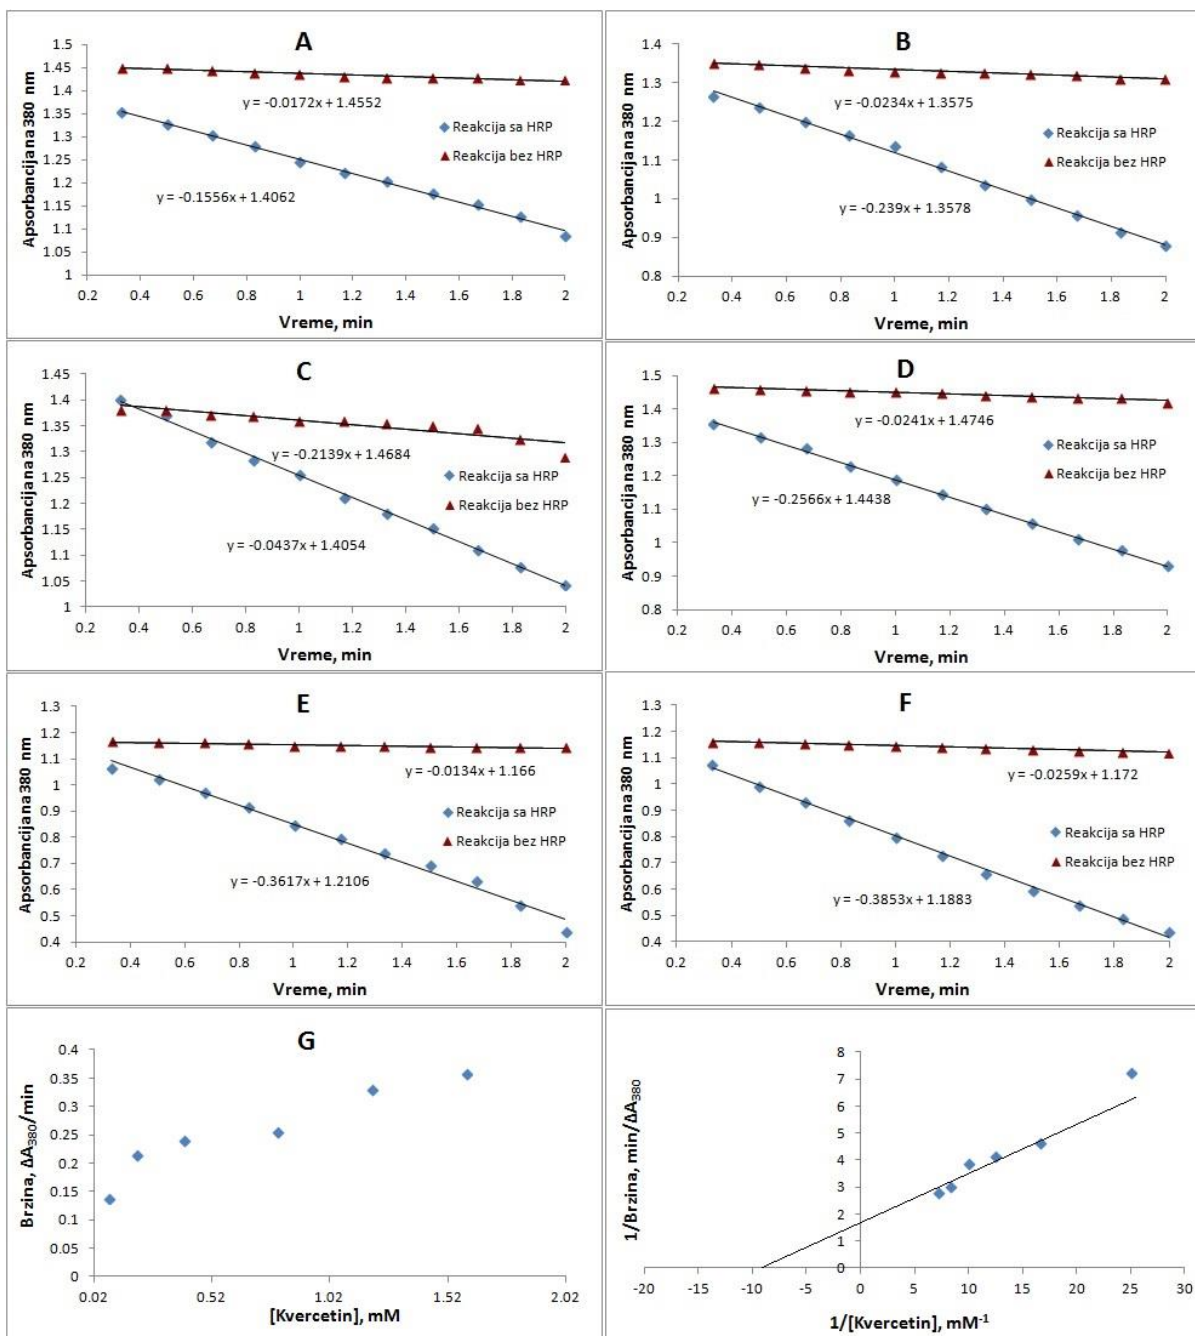 A
Apsorbancija na 380 nm
1.5
1.45
1.4
1.35
1.3
1.25
1.2
1.15
1.1
1.05
1
y = -0.0172x + 1.4552
Reakcija sa HRP
Reakcija bez HRP
y = -0.1556x + 1.4062
0.2 0.4 0.6 0.8 1 1.2 1.4 1.6 1.8 2
Vreme, min
B
Apsorbancija na 380 nm
1.4
1.3
1.2
1.1
1
0.9
0.8
y = -0.0234x + 1.3575
Reakcija sa HRP
Reakcija bez HRP
y = -0.239x + 1.3578
0.2 0.4 0.6 0.8 1 1.2 1.4 1.6 1.8 2
Vreme, min
C
Apsorbancija na 380 nm
1.45
1.4
1.35
1.3
1.25
1.2
1.15
1.1
1.05
1
y = -0.2139x + 1.4684
Reakcija sa HRP
Reakcija bez HRP
y = -0.0437x + 1.4054
0.2 0.4 0.6 0.8 1 1.2 1.4 1.6 1.8 2
Vreme, min
D
Apsorbancija na 380 nm
1.5
1.4
1.3
1.2
1.1
1
0.9
0.8
y = -0.0241x + 1.4746
Reakcija sa HRP
Reakcija bez HRP
y = -0.2566x + 1.4438
0.2 0.4 0.6 0.8 1 1.2 1.4 1.6 1.8 2
Vreme, min
E
Apsorbancija na 380 nm
1.3
1.2
1.1
1
0.9
0.8
0.7
0.6
0.5
0.4
y = -0.0134x + 1.166
Reakcija sa HRP
Reakcija bez HRP
y = -0.3617x + 1.2106
0.2 0.4 0.6 0.8 1 1.2 1.4 1.6 1.8 2
Vreme, min
F
Apsorbancija na 380 nm
1.3
1.2
1.1
1
0.9
0.8
0.7
0.6
0.5
0.4
y = -0.0259x + 1.172
Reakcija sa HRP
Reakcija bez HRP
y = -0.3853x + 1.1883
0.2 0.4 0.6 0.8 1 1.2 1.4 1.6 1.8 2
Vreme, min
G
Brzina, ΔA₃₈₀/min
0.4
0.35
0.3
0.25
0.2
0.15
0.1
0.05
0
0.02 0.52 1.02 1.52 2.02
[Kvercetin], mM
1/Brzina, min/ΔA₃₈₀
8
7
6
5
4
3
2
1
0
-20 -10 0 10 20 30
1/[Kvercetin], mM⁻¹